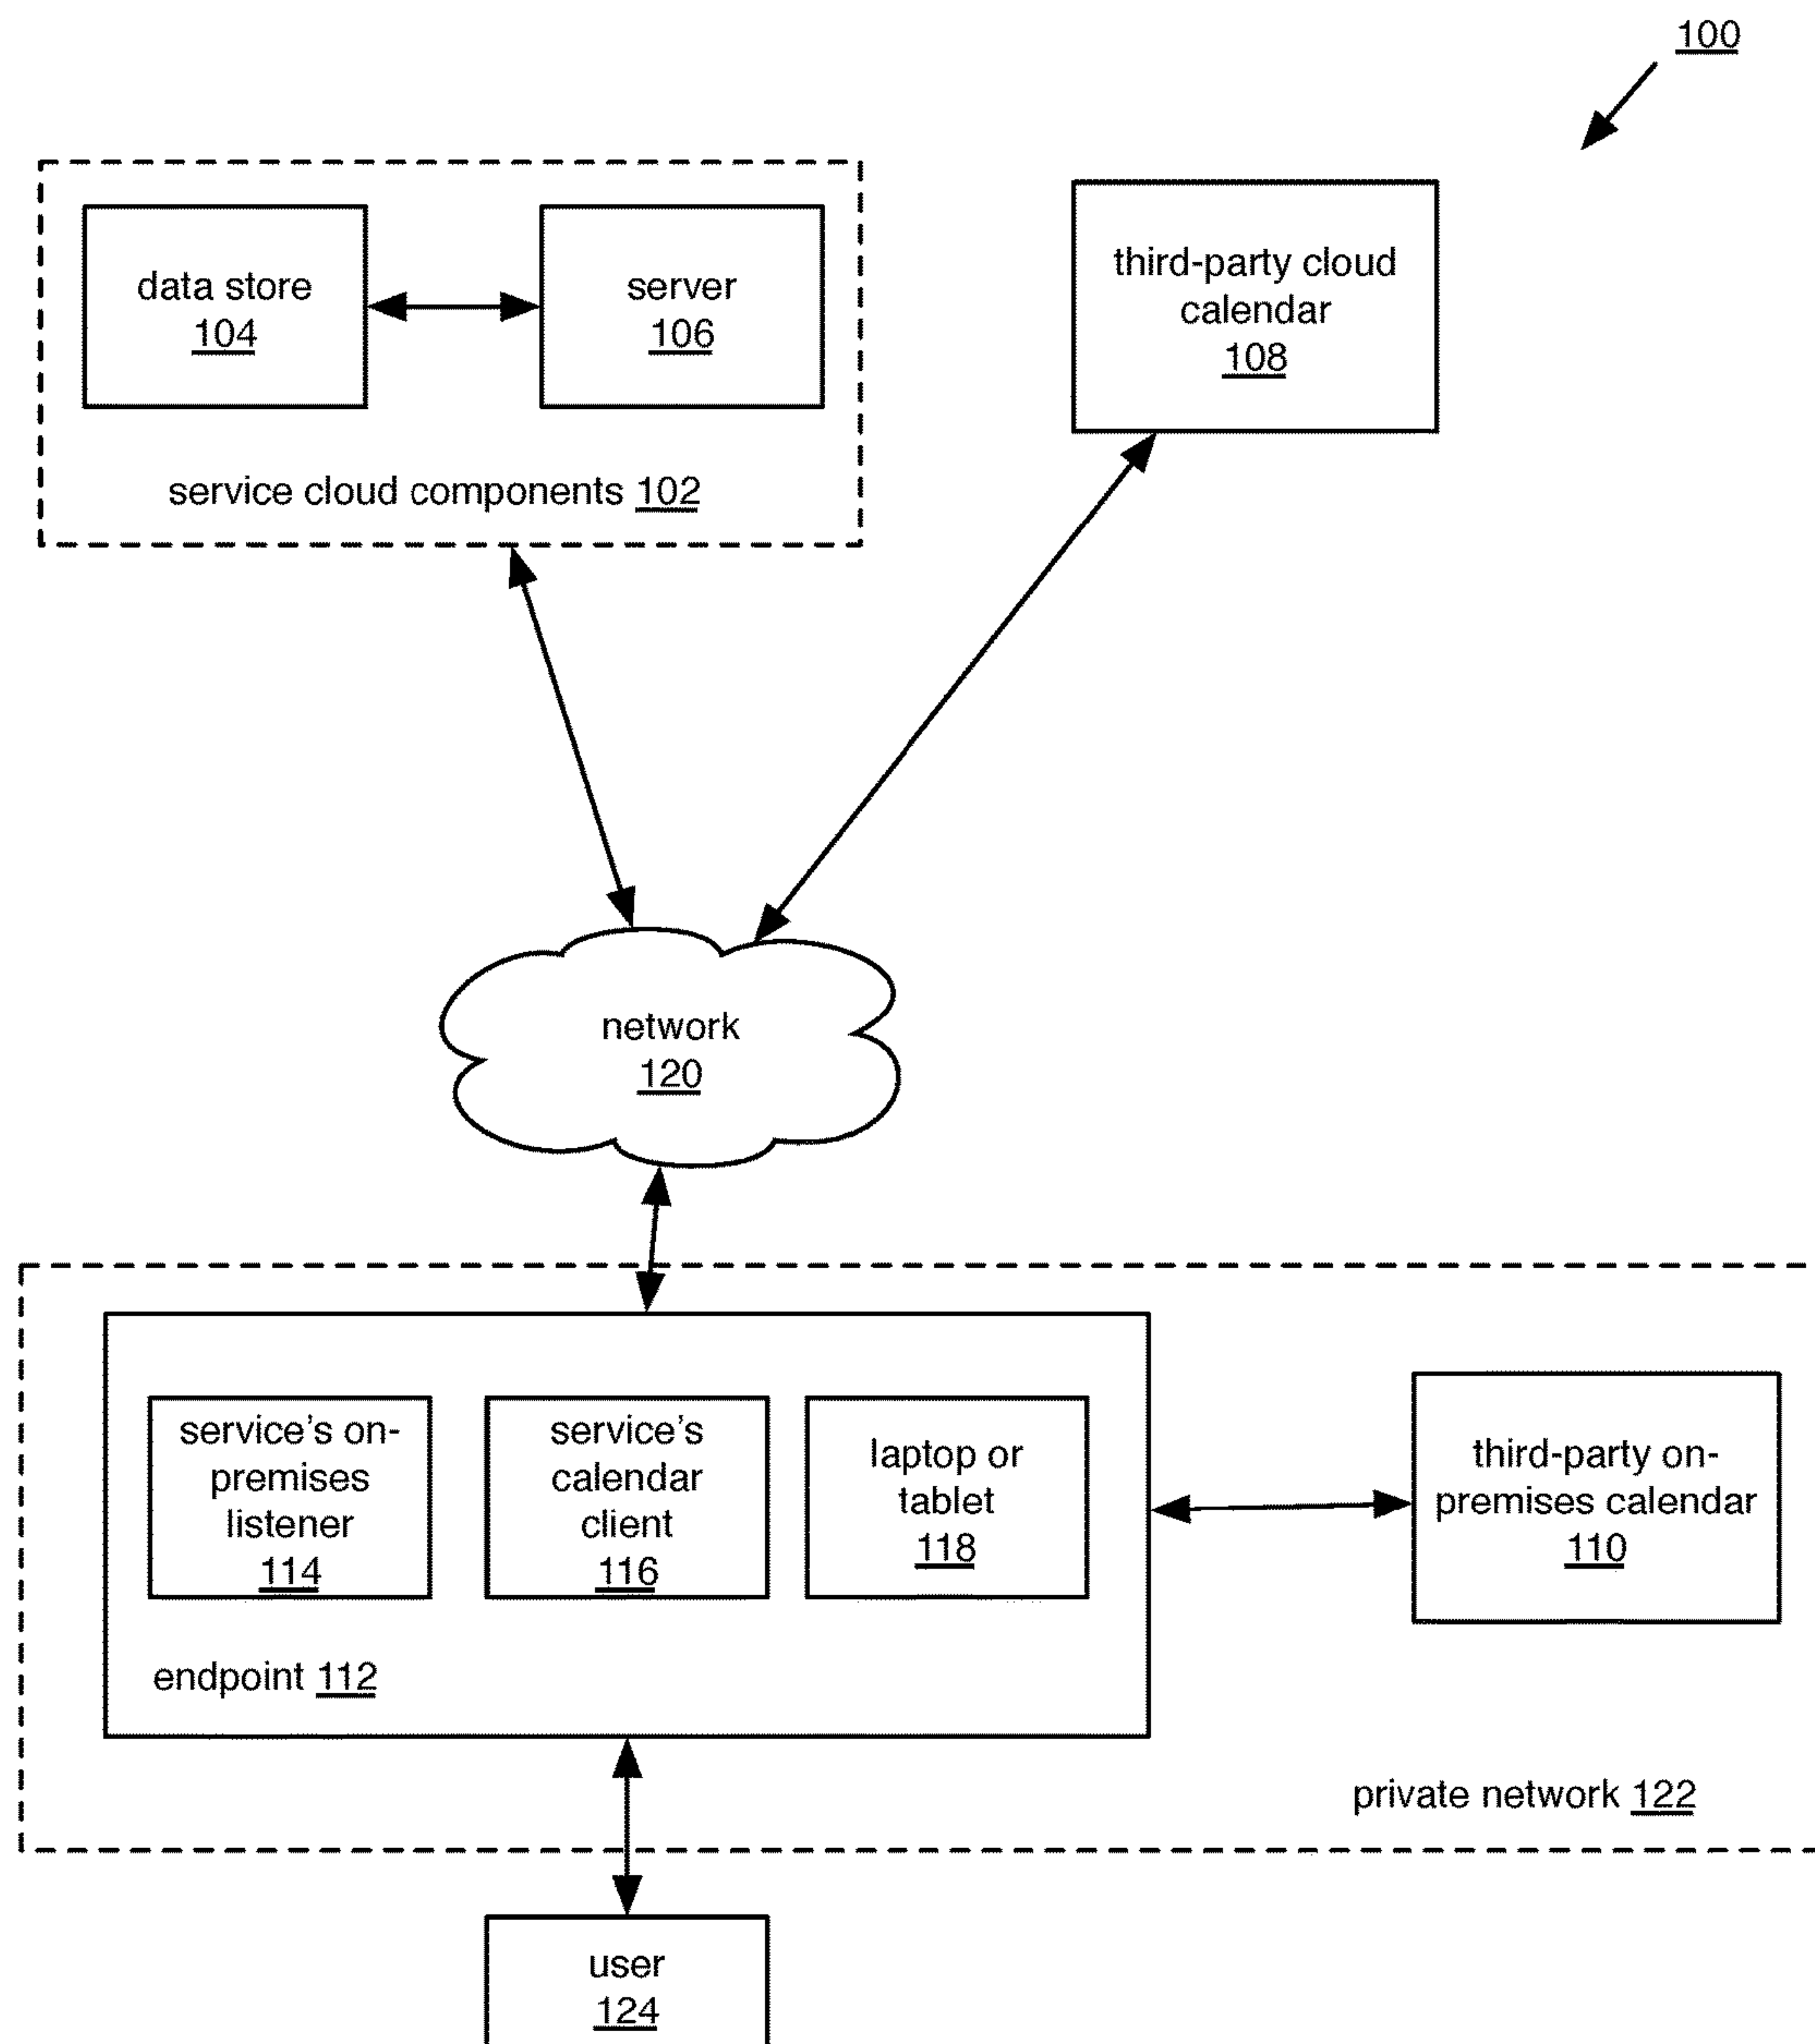 100
data store
104
server
106
service cloud components 102
third-party cloud
calendar
108
network
120
service's on-
premises
listener
114
service's
calendar
client
116
laptop or
tablet
118
endpoint 112
third-party on-
premises calendar
110
private network 122
user
124